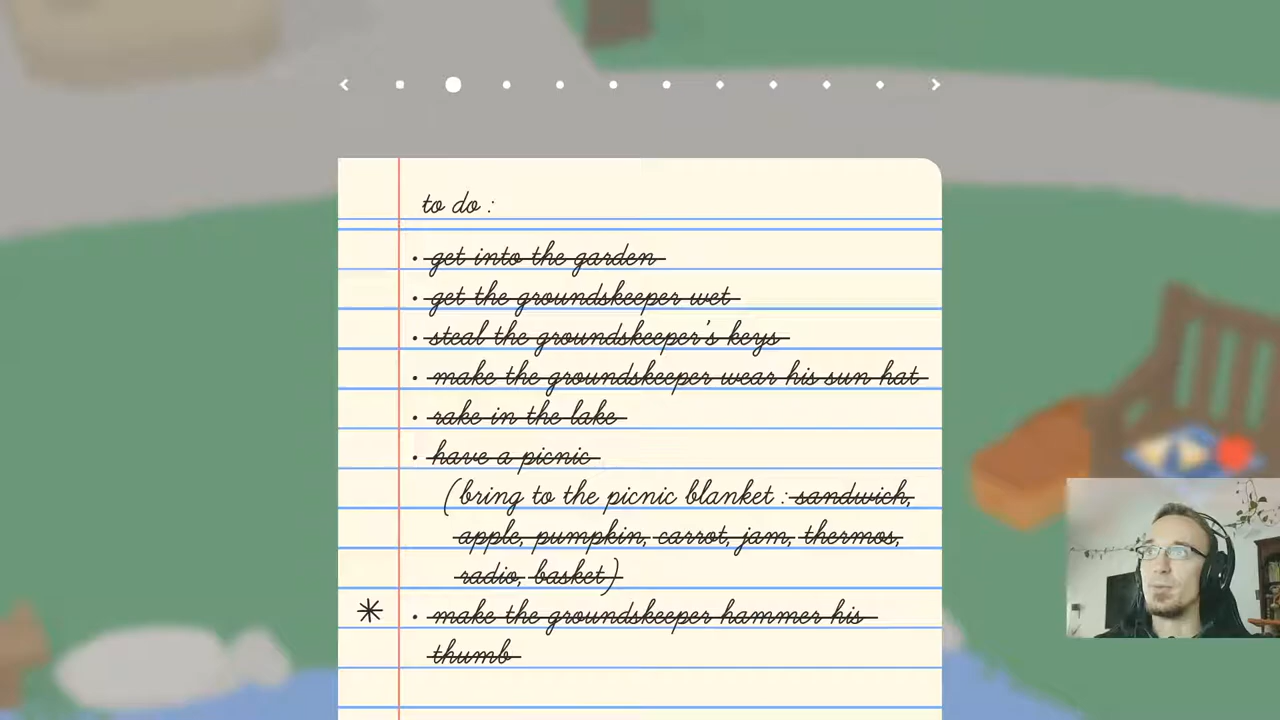 to do :
• get into the garden
• get the groundskeeper wet
• steal the groundskeeper's keys
• make the groundskeeper wear his sun hat
• rake in the lake
• have a picnic
(bring to the picnic blanket : sandwich,
apple, pumpkin, carrot, jam, thermos,
radio, basket)
• make the groundskeeper hammer his
thumb